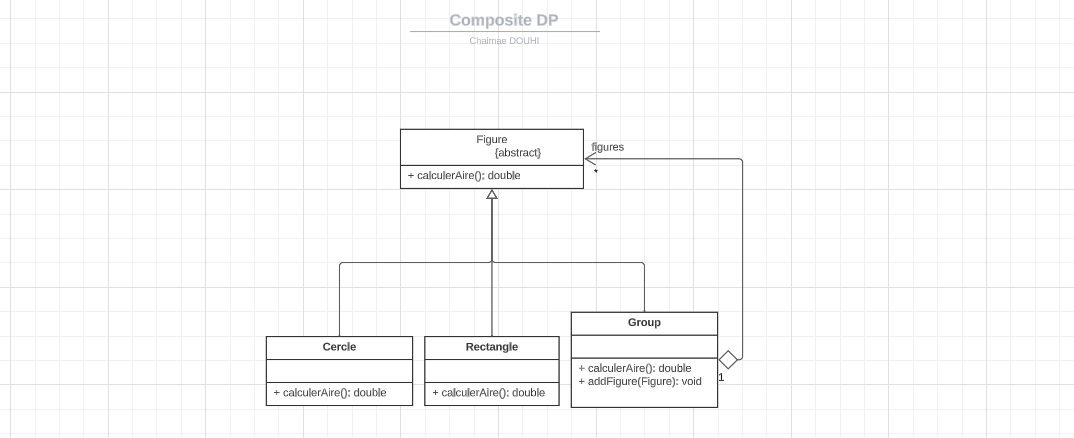 Composite DP
Chaimae DOUHI
Figure
{abstract}
+ calculerAire(): double
figures
*
Cercle
+ calculerAire(): double
Rectangle
+ calculerAire(): double
Group
+ calculerAire(): double
+ addFigure(Figure): void
1